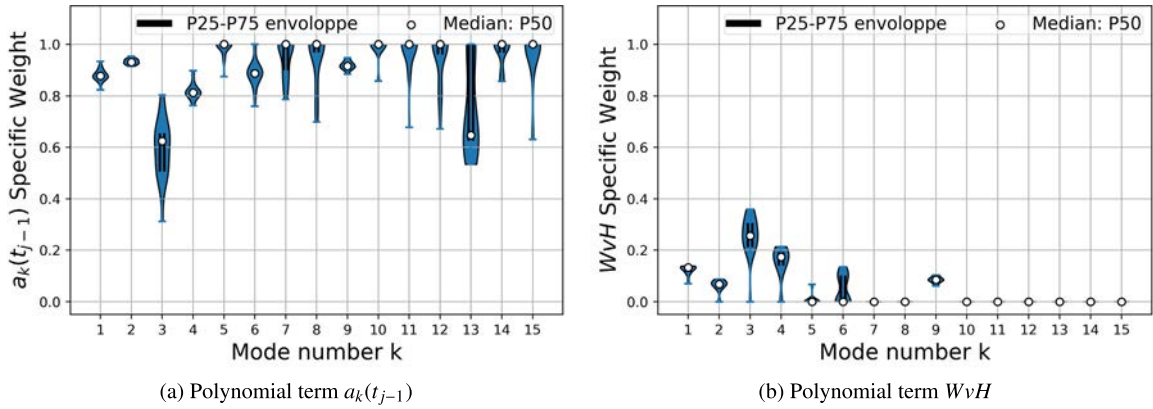 P25-P75 enveloppe Median: P50
1.0
0.8
0.6
0.4
0.2
0.0
a_k(t_{j−1}) Specific Weight
1 2 3 4 5 6 7 8 9 10 11 12 13 14 15
Mode number k
(a) Polynomial term a_k(t_{j−1})
P25-P75 enveloppe Median: P50
1.0
0.8
0.6
0.4
0.2
0.0
WvH Specific Weight
1 2 3 4 5 6 7 8 9 10 11 12 13 14 15
Mode number k
(b) Polynomial term WvH